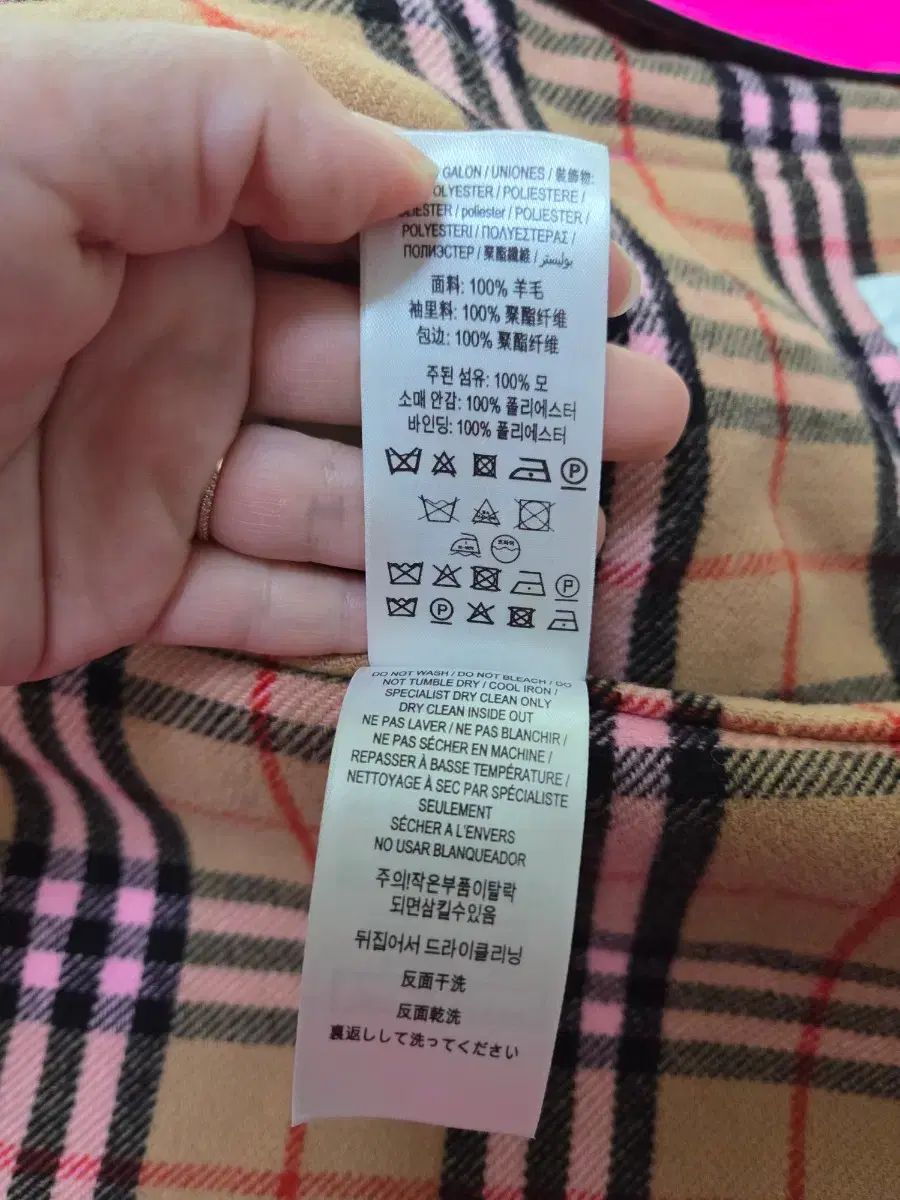 GALON / UNIONES / 裝飾物:
OLYESTER / POLIESTERE /
LIESTER / poliester / POLIESTER /
POLYESTERI / ΠΟΛΥΕΣΤΕΡΑΣ /
ПОЛИЭСТЕР / 聚酯纖維 / بوليستر
面料: 100% 羊毛
袖里料: 100% 聚酯纤维
包边: 100% 聚酯纤维
주된 섬유: 100% 모
소매 안감: 100% 폴리에스터
바인딩: 100% 폴리에스터
P
P
P
DO NOT WASH / DO NOT BLEACH / DO
NOT TUMBLE DRY / COOL IRON /
SPECIALIST DRY CLEAN ONLY
DRY CLEAN INSIDE OUT
NE PAS LAVER / NE PAS BLANCHIR /
NE PAS SÉCHER EN MACHINE /
REPASSER À BASSE TEMPÉRATURE /
NETTOYAGE À SEC PAR SPÉCIALISTE
SEULEMENT
SÉCHER A L'ENVERS
NO USAR BLANQUEADOR
주의!작은부품이탈락
되면삼킬수있음
뒤집어서 드라이클리닝
反面干洗
反面乾洗
裏返しして洗ってください